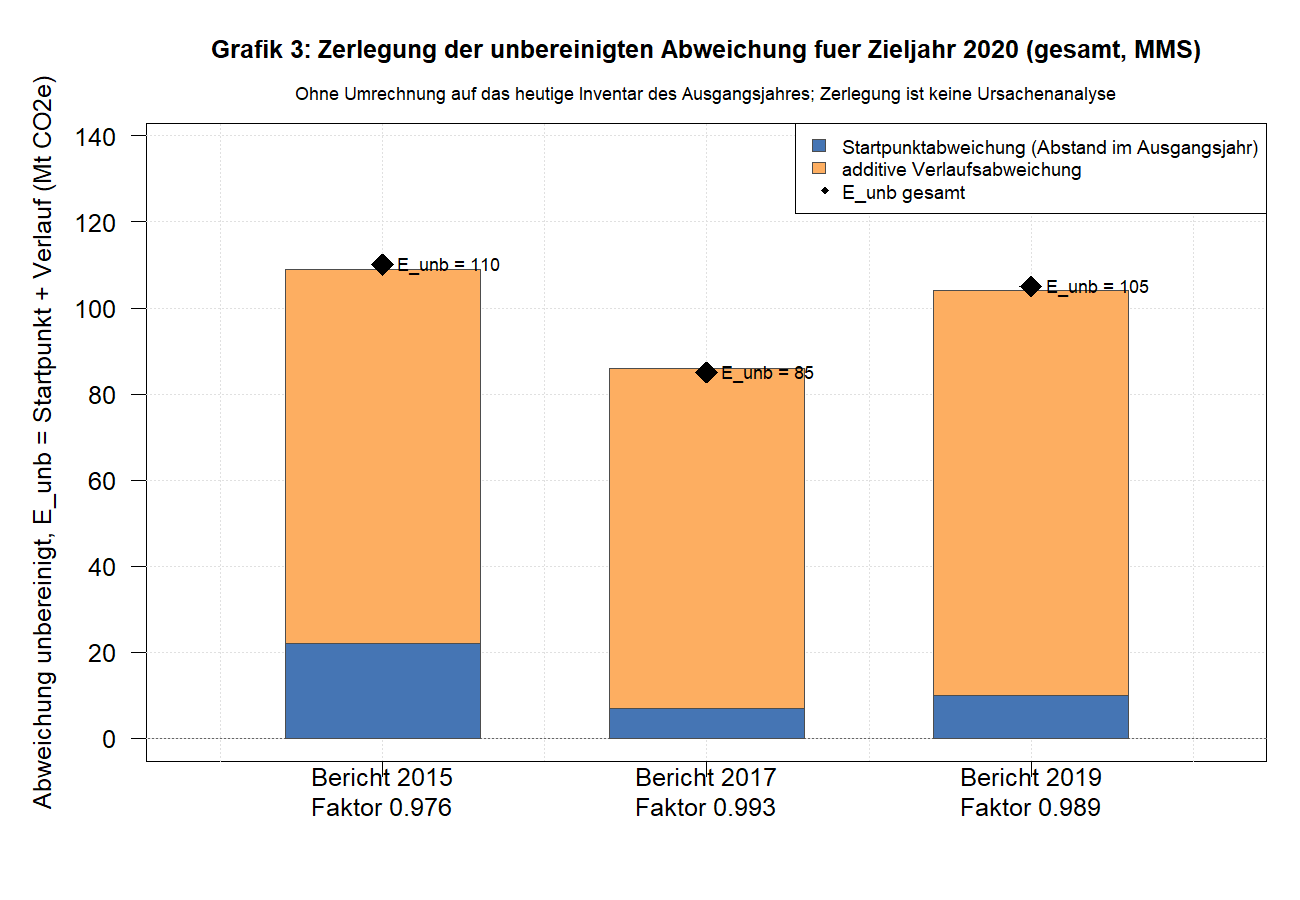 Grafik 3: Zerlegung der unbereinigten Abweichung fuer Zieljahr 2020 (gesamt, MMS)
Ohne Umrechnung auf das heutige Inventar des Ausgangsjahres; Zerlegung ist keine Ursachenanalyse
Abweichung unbereinigt, E_unb = Startpunkt + Verlauf (Mt CO2e)
140
120
100
80
60
40
20
0
Startpunktabweichung (Abstand im Ausgangsjahr)
additive Verlaufsabweichung
E_unb gesamt
E_unb = 110
E_unb = 85
E_unb = 105
Bericht 2015
Faktor 0.976
Bericht 2017
Faktor 0.993
Bericht 2019
Faktor 0.989